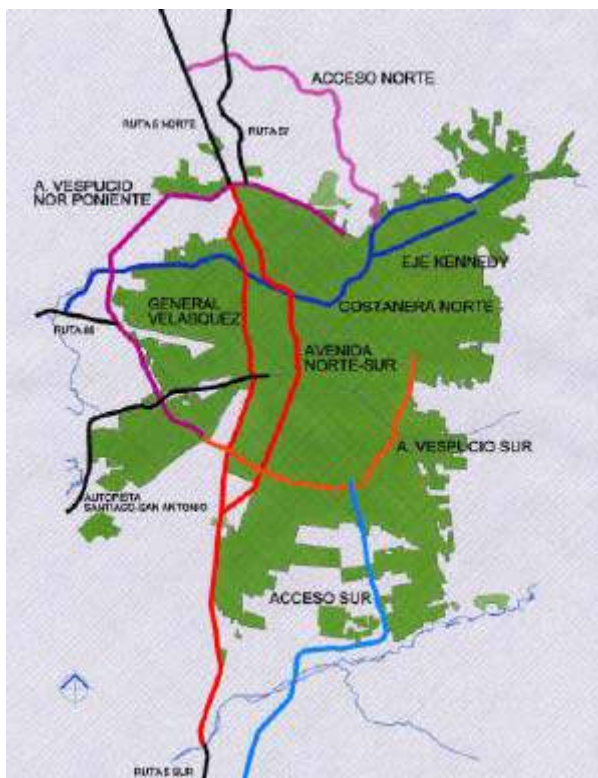 ACCESO NORTE
RUTA 5 NORTE
RUTA 57
A. VESPUCIO
NOR PONIENTE
EJE KENNEDY
GENERAL
VELASQUEZ
COSTANERA NORTE
RUTA 68
AVENIDA
NORTE-SUR
A. VESPUCIO SUR
AUTOPISTA
SANTIAGO-SAN ANTONIO
ACCESO SUR
RUTA 5 SUR